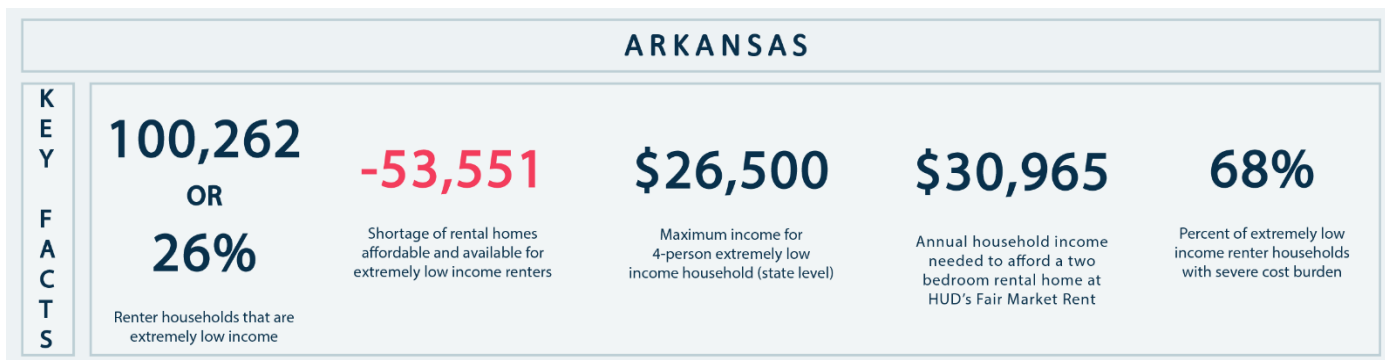 ARKANSAS
KEY FACTS
100,262
OR
26%
Renter households that are
extremely low income
-53,551
Shortage of rental homes
affordable and available for
extremely low income renters
$26,500
Maximum income for
4-person extremely low
income household (state level)
$30,965
Annual household income
needed to afford a two
bedroom rental home at
HUD's Fair Market Rent
68%
Percent of extremely low
income renter households
with severe cost burden